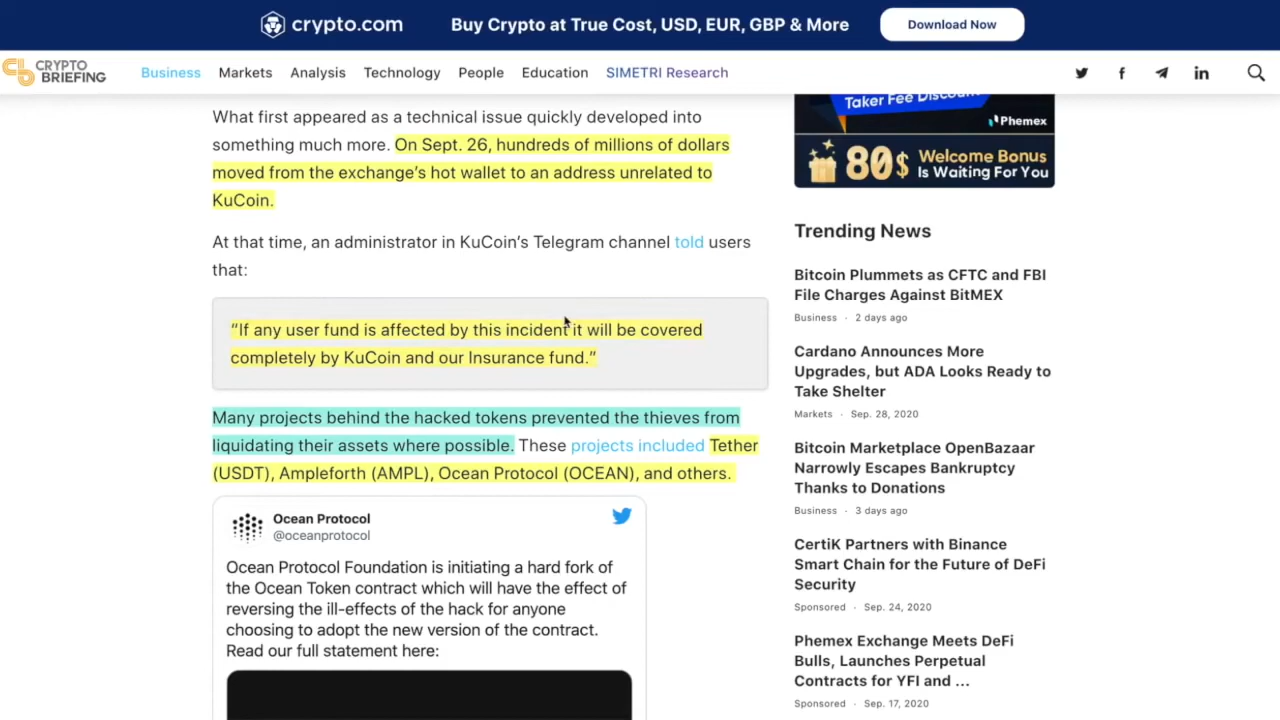 crypto.com
Buy Crypto at True Cost, USD, EUR, GBP & More
Download Now
CRYPTO
BRIEFING
Business
Markets
Analysis
Technology
People
Education
SIMETRI Research
What first appeared as a technical issue quickly developed into
something much more. On Sept. 26, hundreds of millions of dollars
moved from the exchange’s hot wallet to an address unrelated to
KuCoin.
At that time, an administrator in KuCoin’s Telegram channel told users
that:
“If any user fund is affected by this incident it will be covered
completely by KuCoin and our Insurance fund.”
Many projects behind the hacked tokens prevented the thieves from
liquidating their assets where possible. These projects included Tether
(USDT), Ampleforth (AMPL), Ocean Protocol (OCEAN), and others.
Ocean Protocol
@oceanprotocol
Ocean Protocol Foundation is initiating a hard fork of
the Ocean Token contract which will have the effect of
reversing the ill-effects of the hack for anyone
choosing to adopt the new version of the contract.
Read our full statement here:
Taker Fee Discount
Phemex
80$ Welcome Bonus
Is Waiting For You
Trending News
Bitcoin Plummets as CFTC and FBI
File Charges Against BitMEX
Business · 2 days ago
Cardano Announces More
Upgrades, but ADA Looks Ready to
Take Shelter
Markets · Sep. 28, 2020
Bitcoin Marketplace OpenBazaar
Narrowly Escapes Bankruptcy
Thanks to Donations
Business · 3 days ago
CertiK Partners with Binance
Smart Chain for the Future of DeFi
Security
Sponsored · Sep. 24, 2020
Phemex Exchange Meets DeFi
Bulls, Launches Perpetual
Contracts for YFI and ...
Sponsored · Sep. 17, 2020